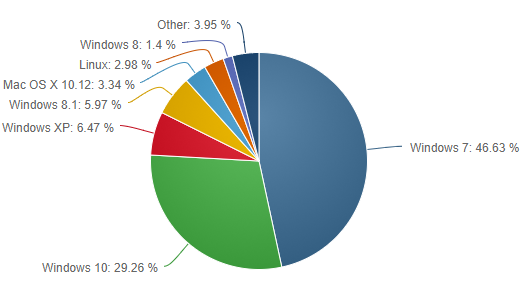 Other: 3.95 %
Windows 8: 1.4 %
Linux: 2.98 %
Mac OS X 10.12: 3.34 %
Windows 8.1: 5.97 %
Windows XP: 6.47 %
Windows 7: 46.63 %
Windows 10: 29.26 %